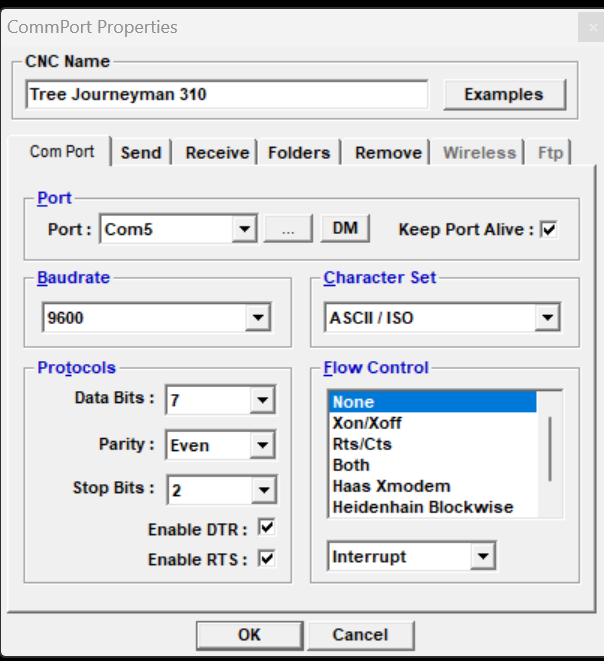 CommPort Properties
CNC Name
Tree Journeyman 310
Examples
Com Port Send Receive Folders Remove Wireless Ftp
Port
Port : Com5 ... DM Keep Port Alive :
Baudrate
9600
Character Set
ASCII / ISO
Protocols
Data Bits : 7
Parity : Even
Stop Bits : 2
Enable DTR :
Enable RTS :
Flow Control
None
Xon/Xoff
Rts/Cts
Both
Haas Xmodem
Heidenhain Blockwise
Interrupt
OK Cancel